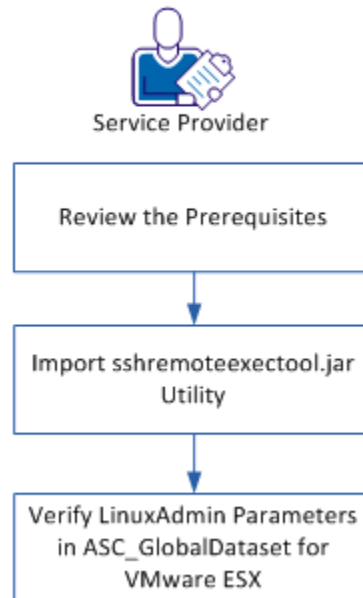 Service Provider
Review the Prerequisites
Import sshremoteexectool.jar
Utility
Verify LinuxAdmin Parameters
in ASC_GlobalDataset for
VMware ESX